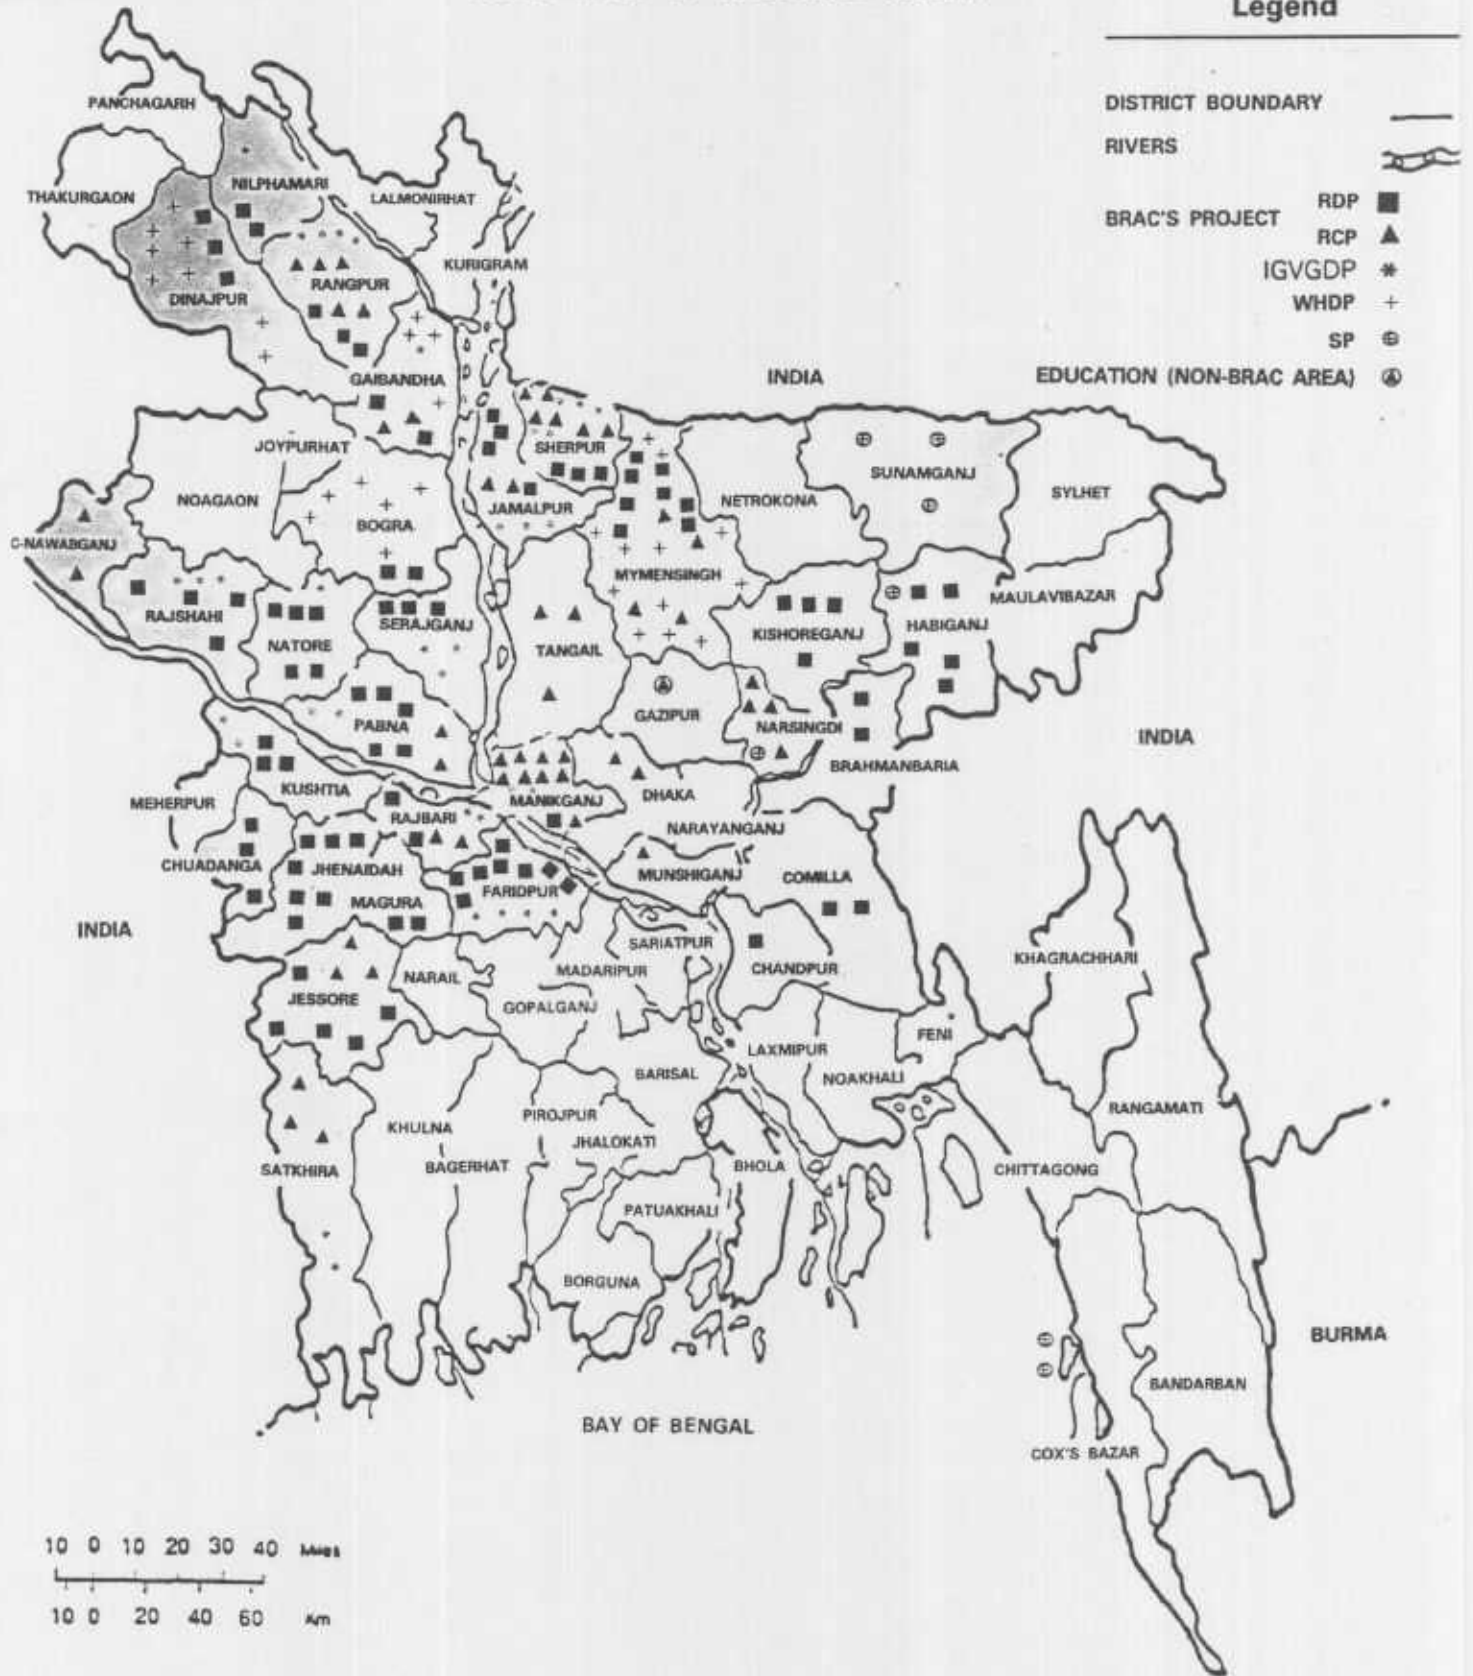 Legend
DISTRICT BOUNDARY
RIVERS
BRAC'S PROJECT
RDP
RCP
IGVGDP
WHDP
SP
EDUCATION (NON-BRAC AREA)
PANCHAGARH
THAKURGAON
NILPHAMARI
LALMONIRHAT
KURIGRAM
RANGPUR
DINAJPUR
GAIBANDHA
INDIA
JOYPURHAT
SHERPUR
SUNAMGANJ
NOAGAON
NETROKONA
SYLHET
JAMALPUR
BOGRA
C-NAWABGANJ
MYMENSINGH
MAULAVIBAZAR
RAJSHAHI
SERAJGANJ
HABIGANJ
KISHOREGANJ
NATORE
TANGAIL
GAZIPUR
PABNA
NARSINGDI
INDIA
BRAHMANBARIA
KUSHTIA
MEHERPUR
MANIKGANJ
DHAKA
RAJBARI
NARAYANGANJ
CHUADANGA
JHENAIDAH
MUNSHIGANJ
COMILLA
FARIDPUR
MAGURA
INDIA
SARIATPUR
KHAGRACHHARI
MADARIPUR
CHANDPUR
NARAIL
JESSORE
GOPALGANJ
FENI
LAXMIPUR
BARISAL
NOAKHALI
PIROJPUR
RANGAMATI
KHULNA
JHALOKATI
BAGERHAT
BHOLA
SATKHIRA
CHITTAGONG
PATUAKHALI
BORGUNA
BURMA
BANDARBAN
BAY OF BENGAL
COX'S BAZAR
10 0 10 20 30 40 Miles
10 0 20 40 60 Km